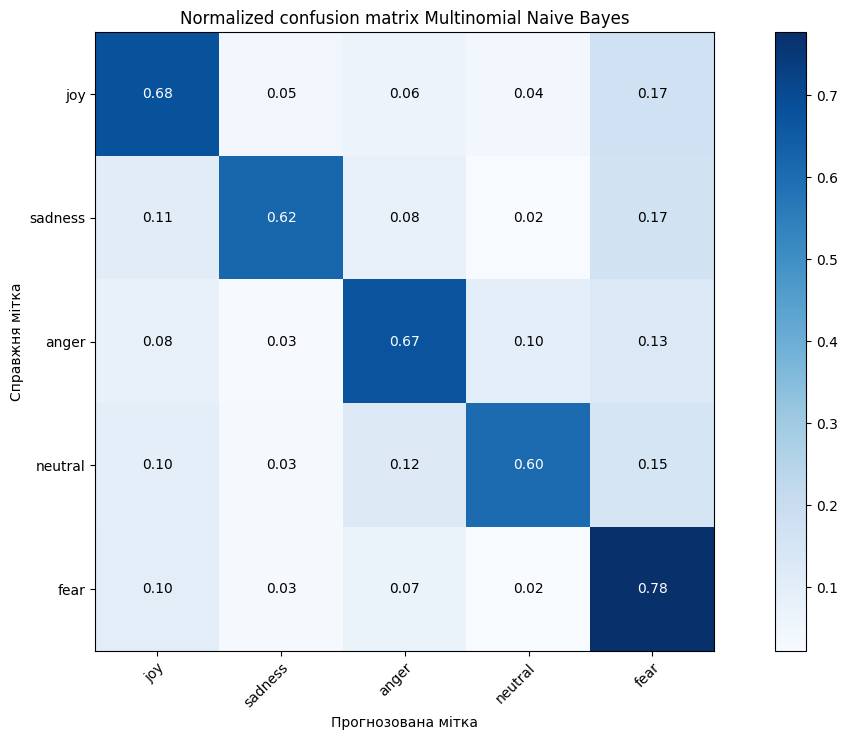 Normalized confusion matrix Multinomial Naive Bayes
joy 0.68 0.05 0.06 0.04 0.17
sadness 0.11 0.62 0.08 0.02 0.17
anger 0.08 0.03 0.67 0.10 0.13
neutral 0.10 0.03 0.12 0.60 0.15
fear 0.10 0.03 0.07 0.02 0.78
joy sadness anger neutral fear
Справжня мітка
Прогнозована мітка
0.7
0.6
0.5
0.4
0.3
0.2
0.1